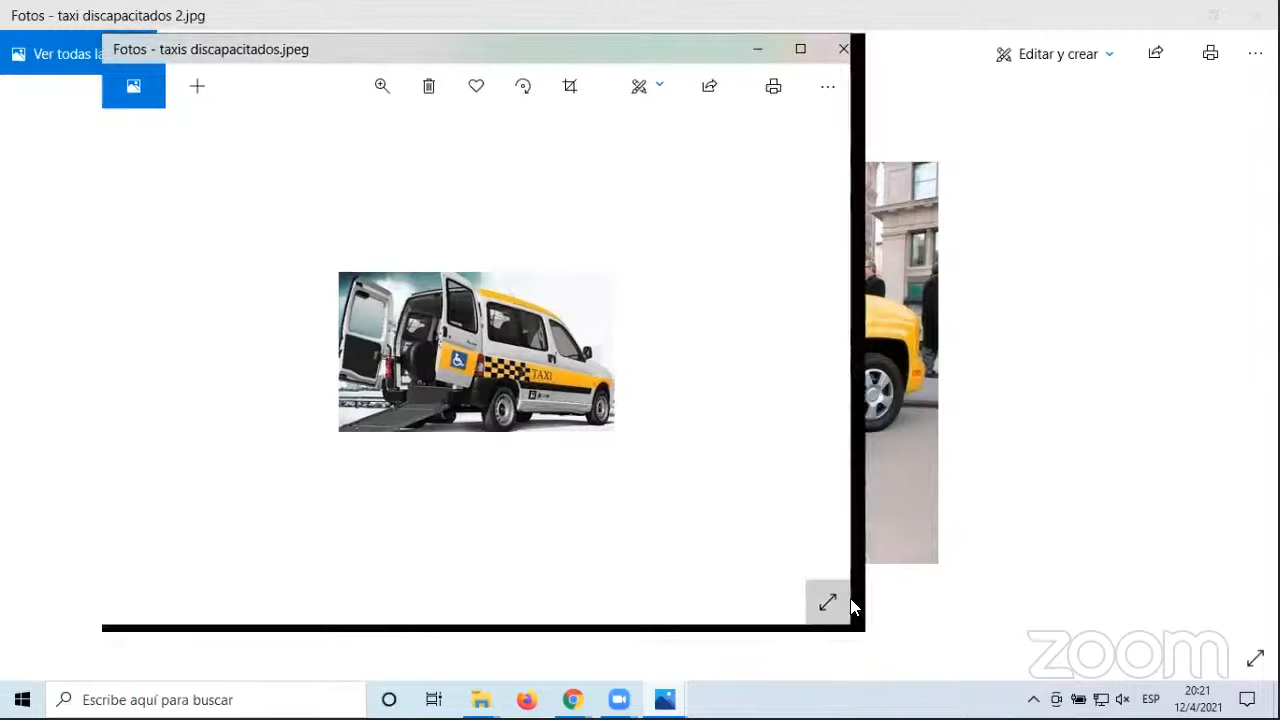 Fotos - taxi discapacitados 2.jpg
Ver todas la
Fotos - taxis discapacitados.jpeg
Editar y crear
TAXI
zoom
Escribe aquí para buscar
ESP
20:21
12/4/2021